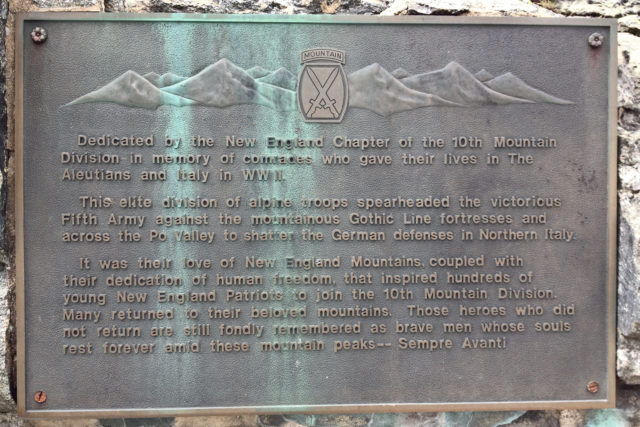 MOUNTAIN
Dedicated by the New England Chapter of the 10th Mountain
Division-in memory of comrades who gave their lives in The
Aleutians and Italy in WW II.
This elite division of alpine troops spearheaded the victorious
Fifth Army against the mountainous Gothic Line fortresses and
across the Po Valley to shatter the German defenses in Northern Italy.
It was their love of New England Mountains, coupled with
their dedication of human freedom, that inspired hundreds of
young New England Patriots to join the 10th Mountain Division.
Many returned to their beloved mountains. Those heroes who did
not return are still fondly remembered as brave men whose souls
rest forever amid these mountain peaks-- Sempre Avanti